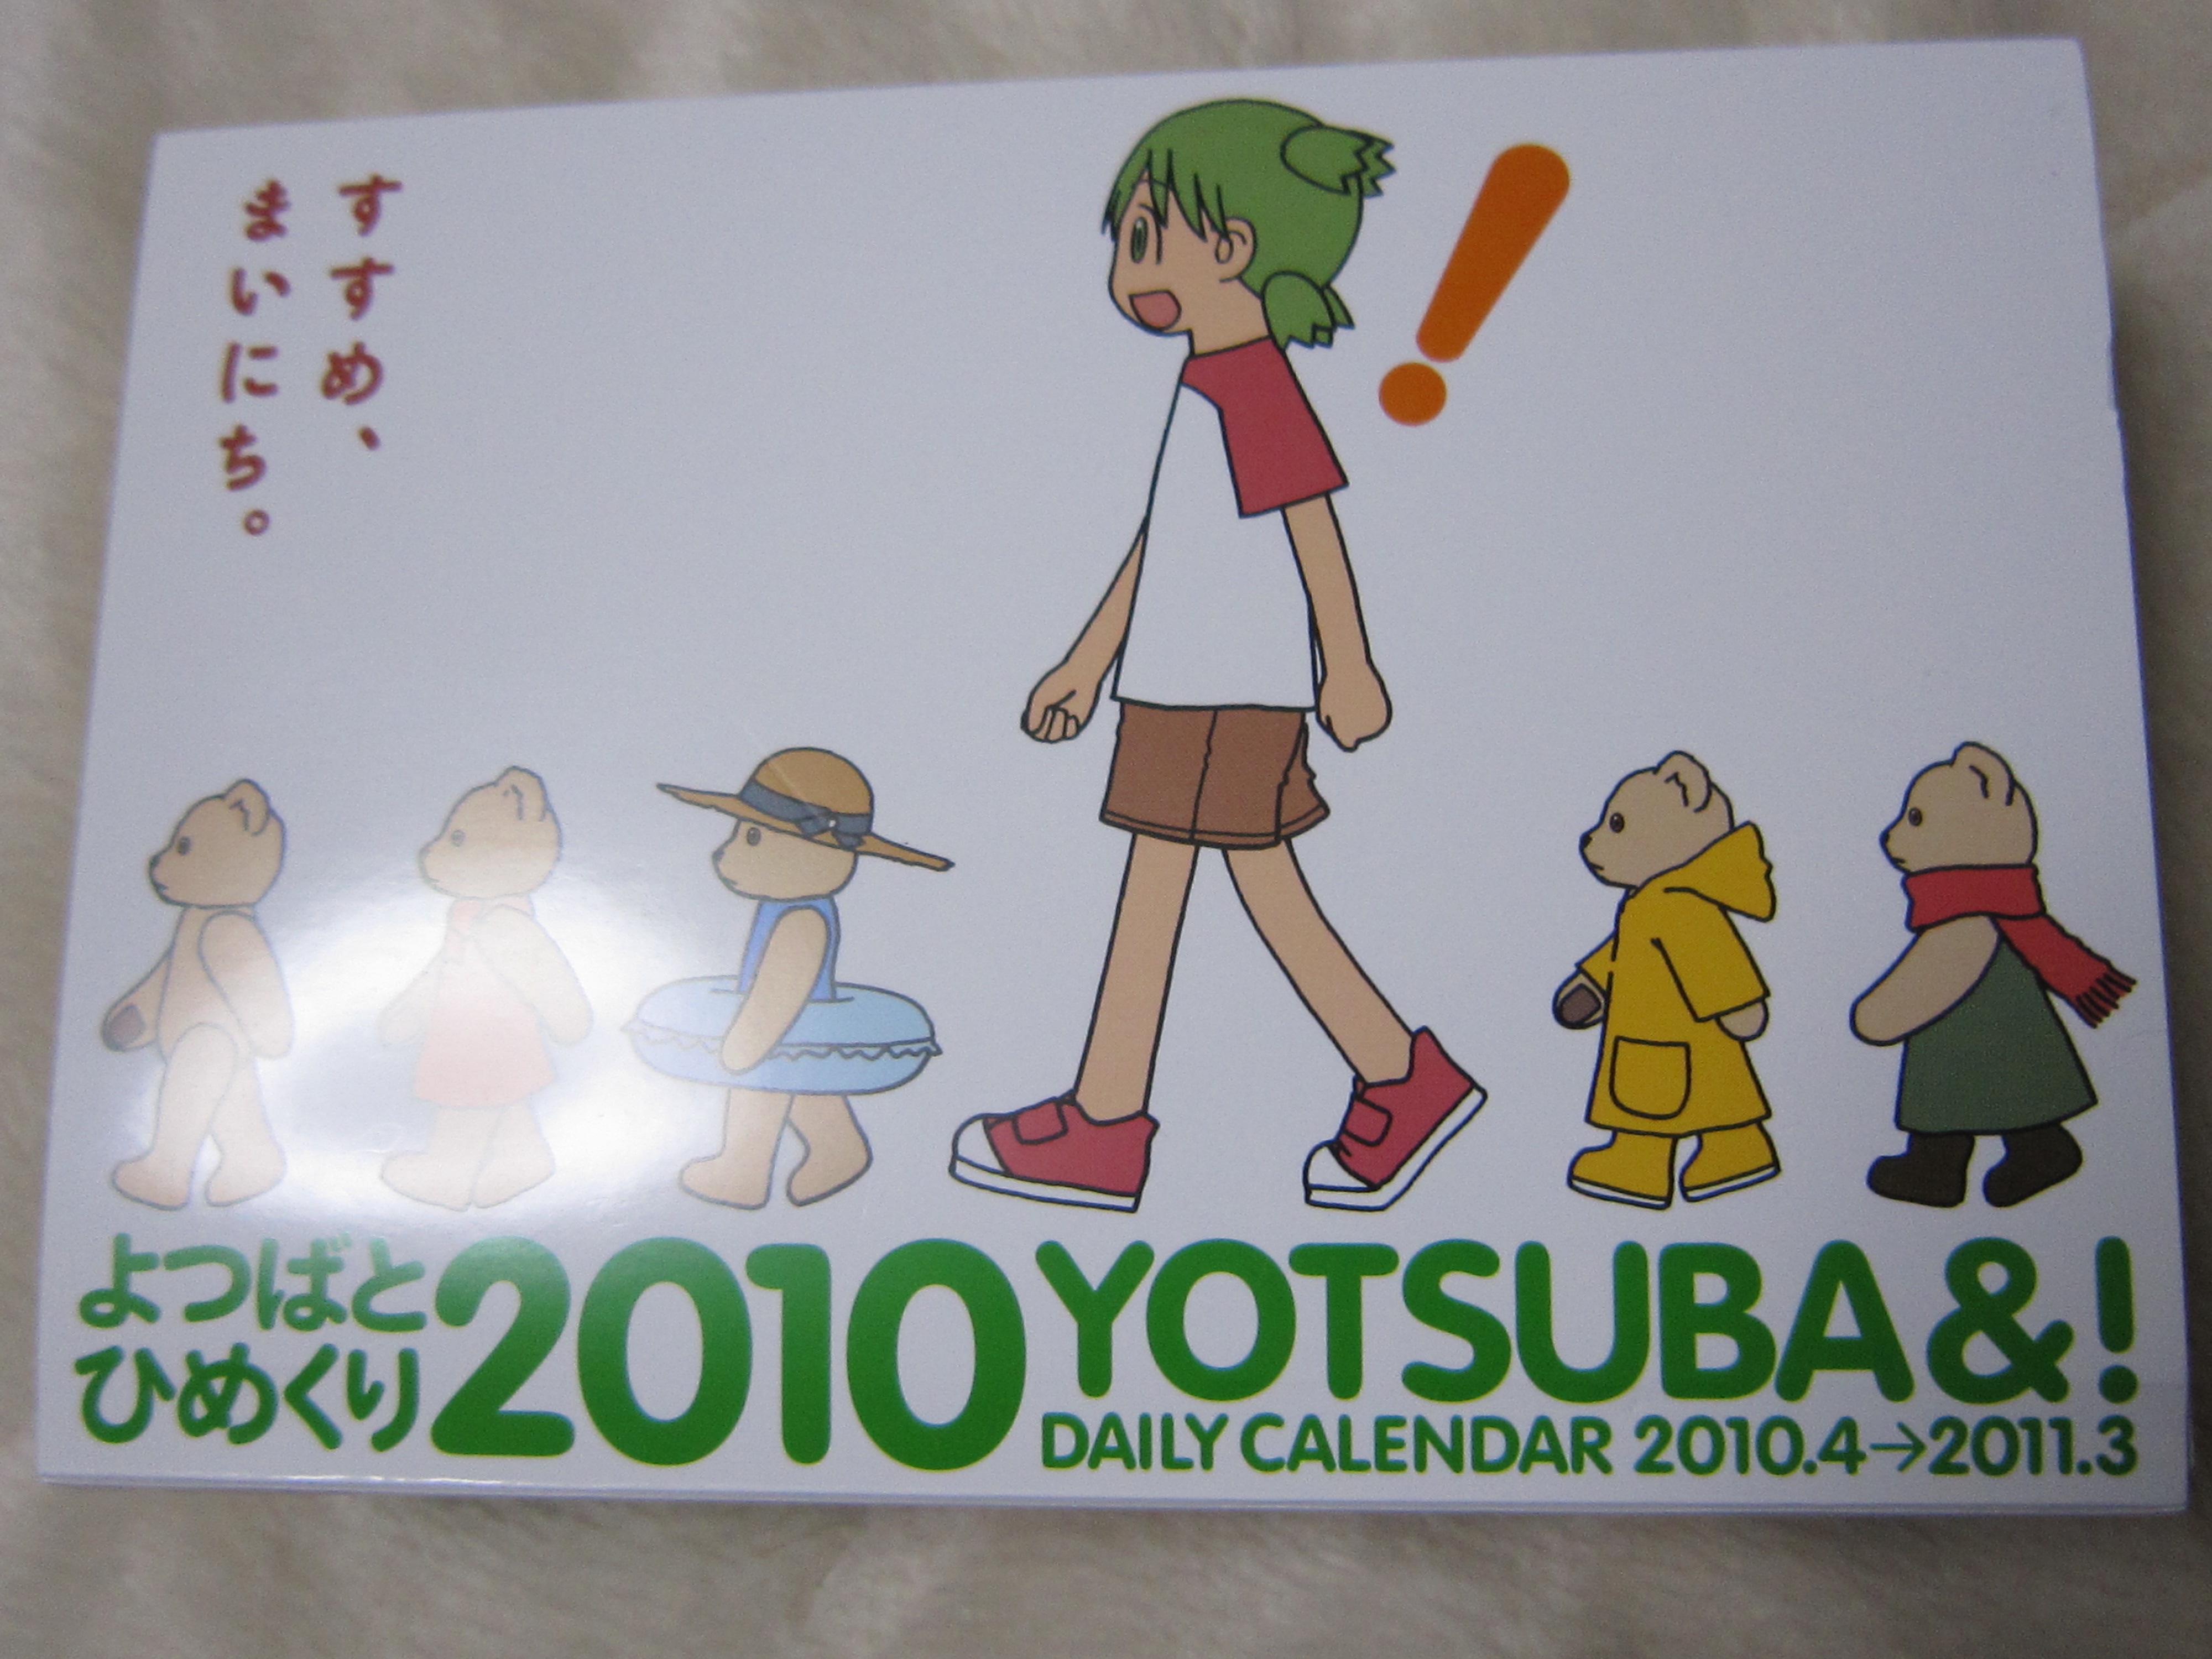 すすめ、
まいにち。
!
よつばと
ひめくり
2010
YOTSUBA&!
DAILY CALENDAR 2010.4→2011.3